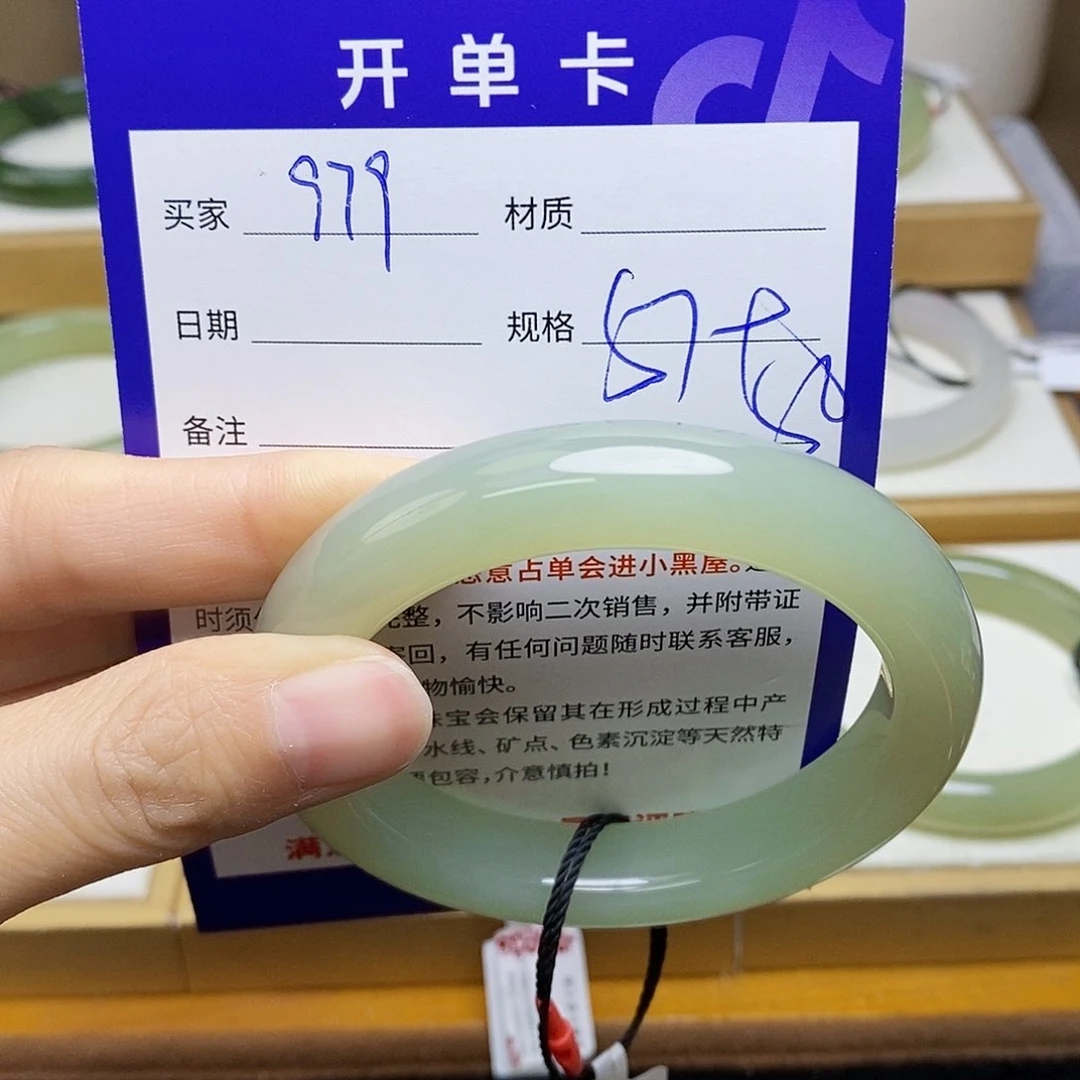 开单卡
买家 979 材质
日期 规格 57
备注
意占单会进小黑屋。
时须 完整，不影响二次销售，并附带证
回，有任何问题随时联系客服，
物愉快。
珠宝会保留其在形成过程中产
水线、矿点、色素沉淀等天然特
包容，介意慎拍！
满